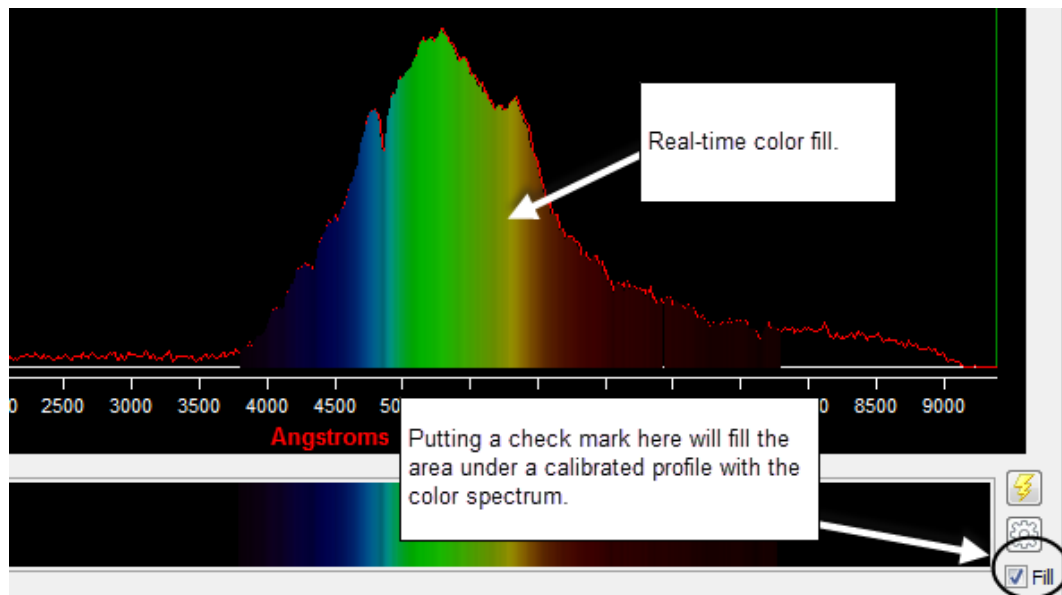 Real-time color fill.
0 2500 3000 3500 4000 4500 50 0 8500 9000
Angstroms
Putting a check mark here will fill the
area under a calibrated profile with the
color spectrum.
Fill